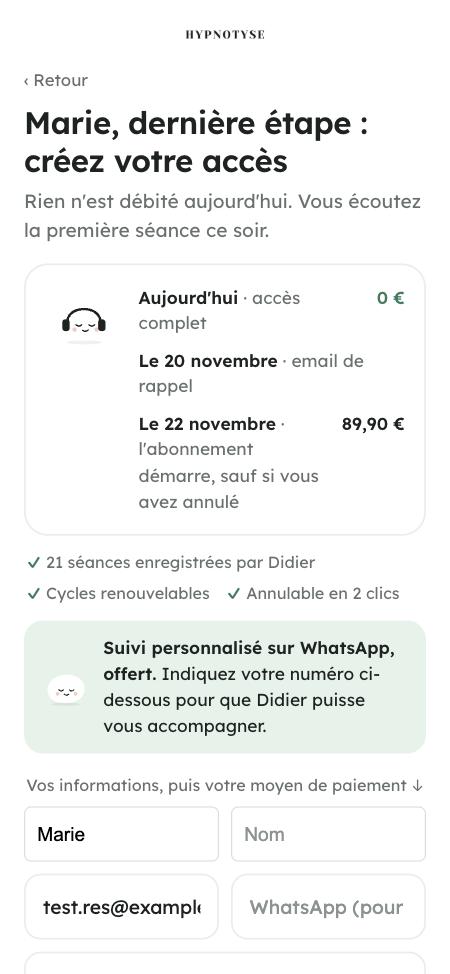 HYPNOTYSE
‹ Retour
Marie, dernière étape :
créez votre accès
Rien n'est débité aujourd'hui. Vous écoutez
la première séance ce soir.
Aujourd'hui · accès 0 €
complet
Le 20 novembre · email de
rappel
Le 22 novembre · 89,90 €
l'abonnement
démarre, sauf si vous
avez annulé
✓ 21 séances enregistrées par Didier
✓ Cycles renouvelables ✓ Annulable en 2 clics
Suivi personnalisé sur WhatsApp,
offert. Indiquez votre numéro ci-
dessous pour que Didier puisse
vous accompagner.
Vos informations, puis votre moyen de paiement ↓
Marie Nom
test.res@example WhatsApp (pour